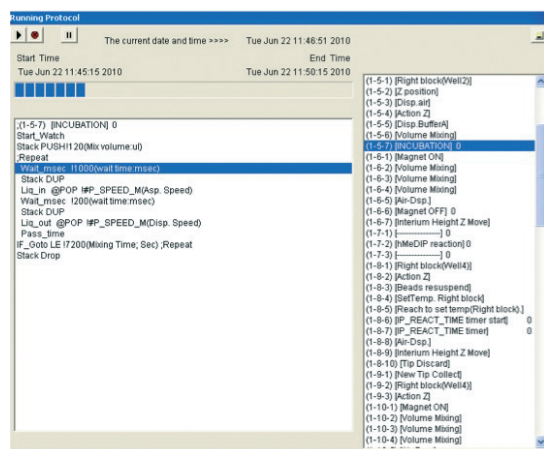 Running Protocol
The current date and time >>>> Tue Jun 22 11:46:51 2010
Start Time End Time
Tue Jun 22 11:45:15 2010 Tue Jun 22 11:50:15 2010
;(1-5-7) [INCUBATION] 0
Start_Watch
Stack PUSH!120(Mix volume:ul)
;Repeat
Wait_msec !1000(wait time:msec)
Stack DUP
Liq_in @POP !#P_SPEED_M(Asp. Speed)
Wait_msec !200(wait time:msec)
Stack DUP
Liq_out @POP !#P_SPEED_M(Disp. Speed)
Pass_time
IF_Goto LE !7200(Mixing Time; Sec) ;Repeat
Stack Drop
(1-5-1) [Right block(Well2)]
(1-5-2) [Z position]
(1-5-3) [Disp.air]
(1-5-4) [Action Z]
(1-5-5) [Disp.BufferA]
(1-5-6) [Volume Mixing]
(1-5-7) [INCUBATION] 0
(1-6-1) [Magnet ON]
(1-6-2) [Volume Mixing]
(1-6-3) [Volume Mixing]
(1-6-4) [Volume Mixing]
(1-6-5) [Air-Dsp.]
(1-6-6) [Magnet OFF] 0
(1-6-7) [Interium Height Z Move]
(1-7-1) [---------------] 0
(1-7-2) [hMeDIP reaction] 0
(1-7-3) [---------------] 0
(1-8-1) [Right block(Well4)]
(1-8-2) [Action Z]
(1-8-3) [Beads resuspend]
(1-8-4) [SetTemp. Right block]
(1-8-5) [Reach to set temp(Right block).]
(1-8-6) [IP_REACT_TIME timer start] 0
(1-8-7) [IP_REACT_TIME timer] 0
(1-8-8) [Air-Dsp.]
(1-8-9) [Interium Height Z Move]
(1-8-10) [Tip Discard]
(1-9-1) [New Tip Collect]
(1-9-2) [Right block(Well4)]
(1-9-3) [Action Z]
(1-10-1) [Magnet ON]
(1-10-2) [Volume Mixing]
(1-10-3) [Volume Mixing]
(1-10-4) [Volume Mixing]